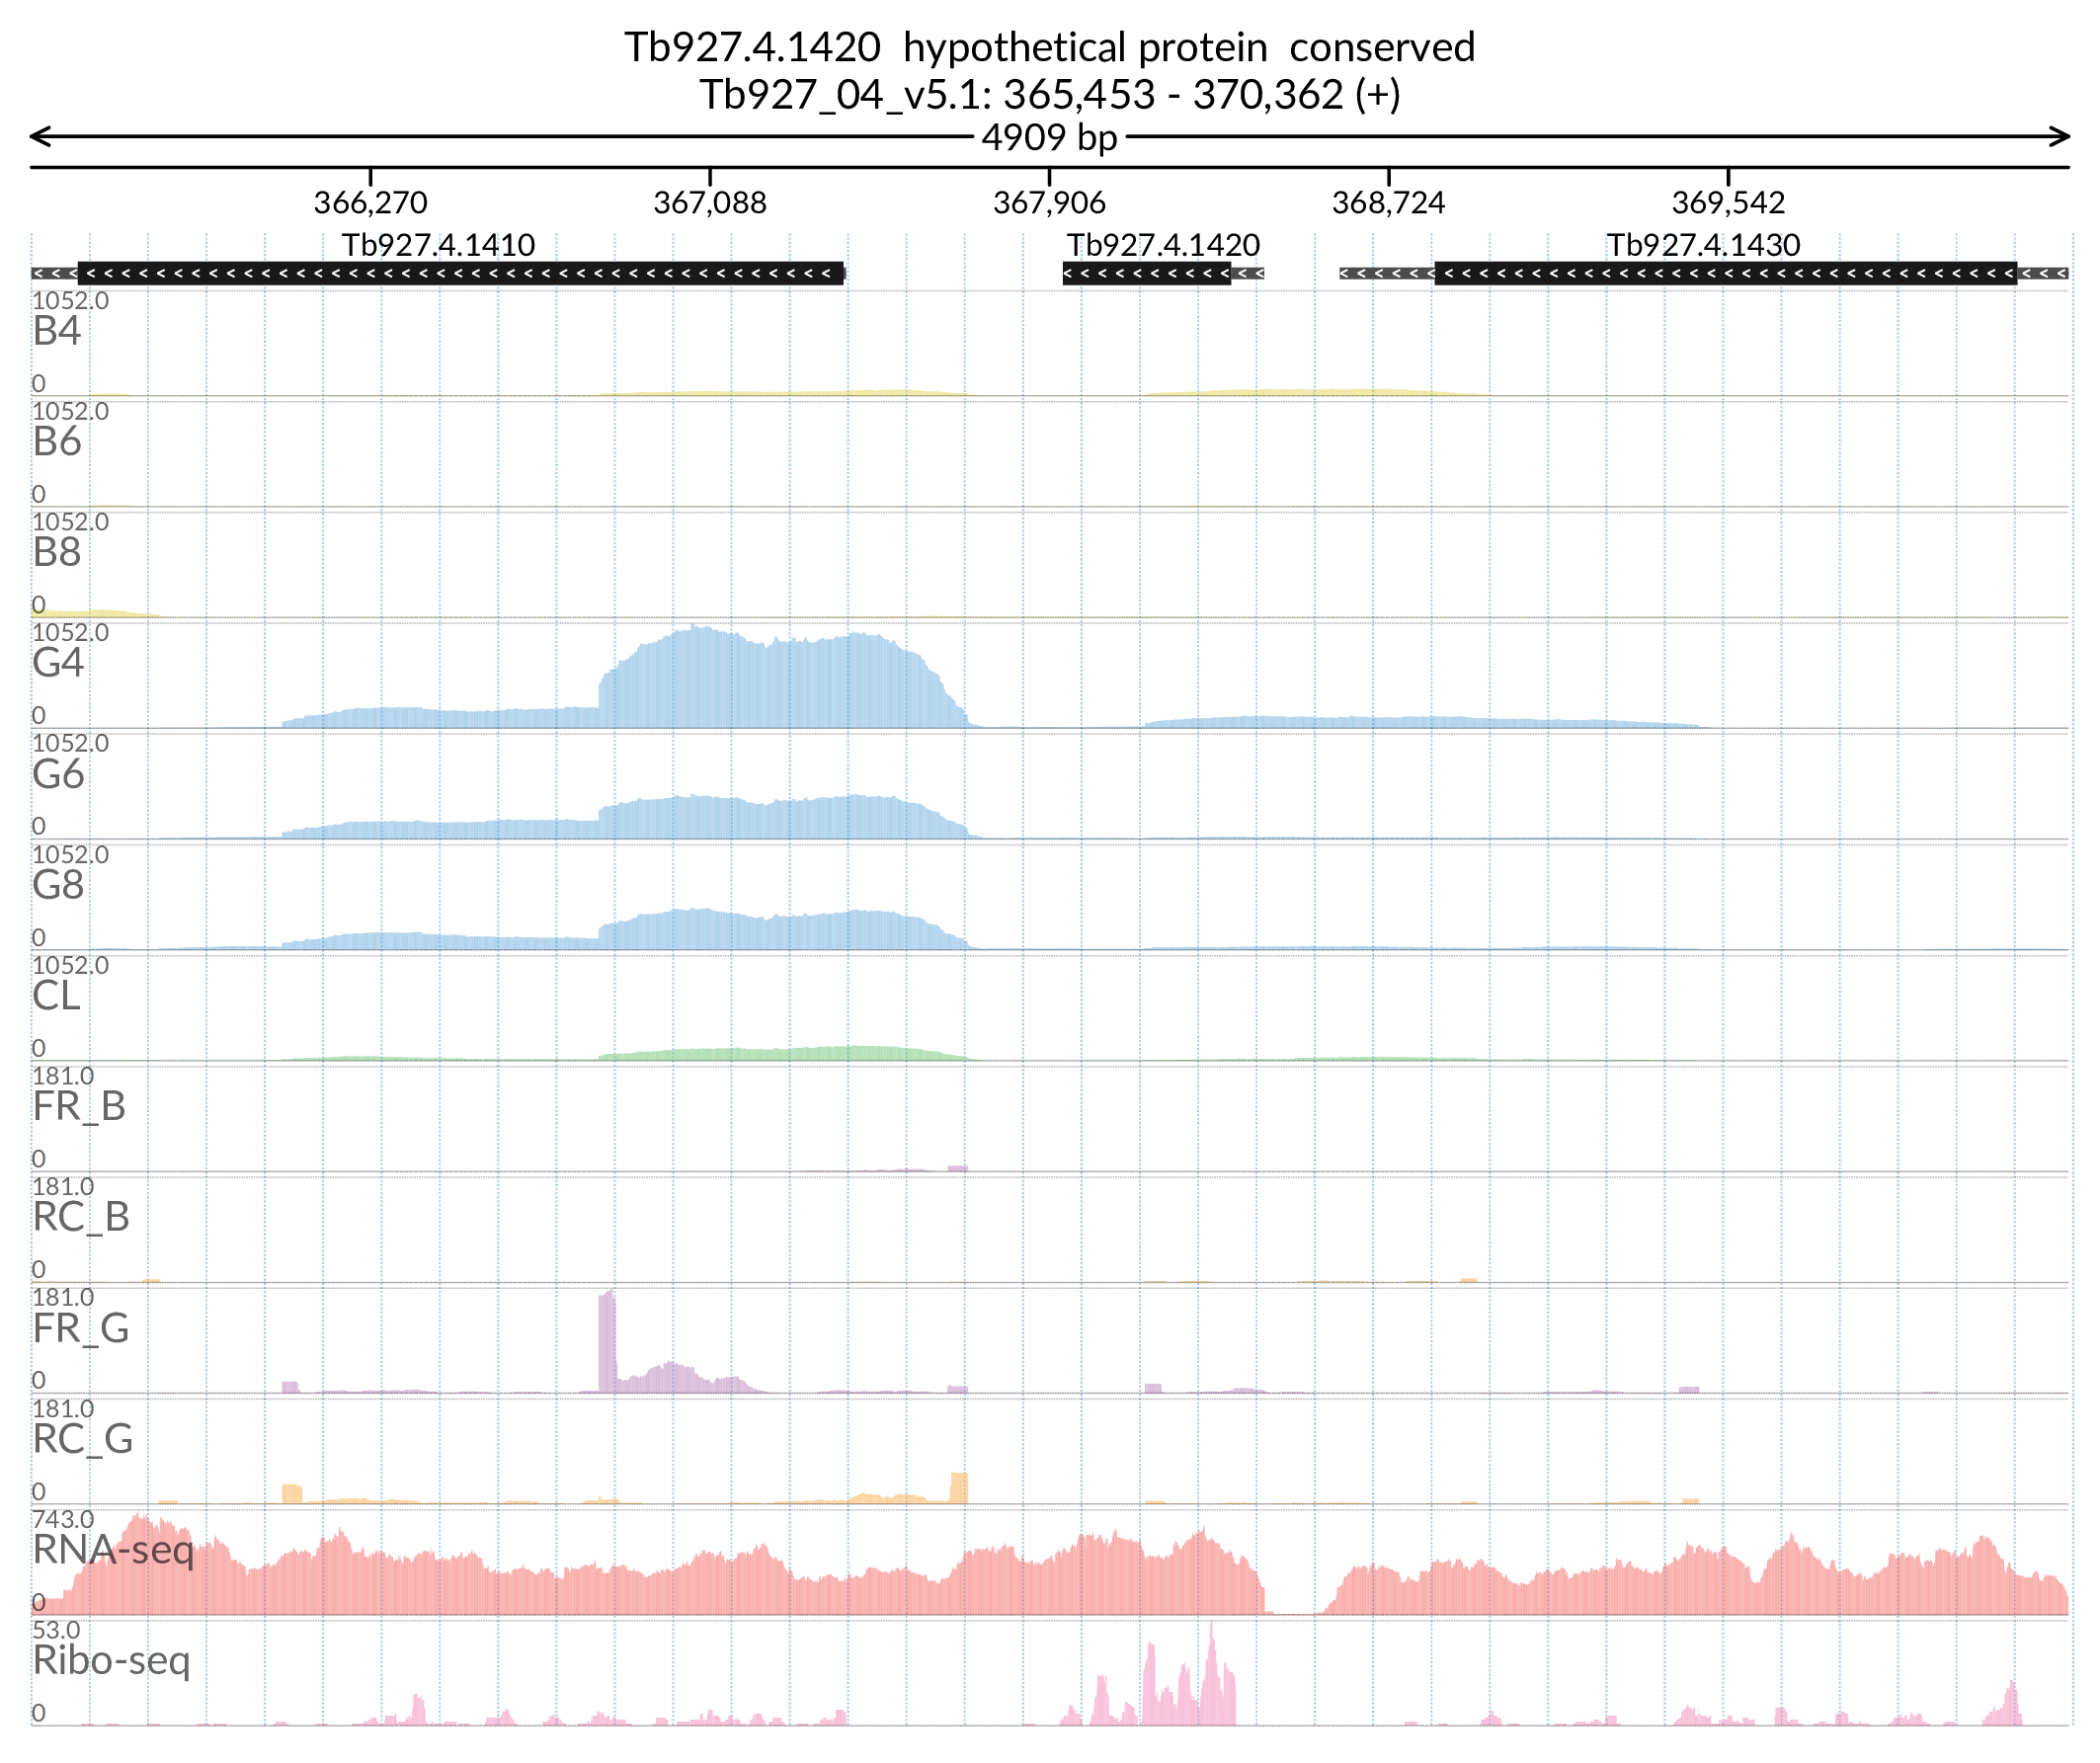 Tb927.4.1420 hypothetical protein conserved
Tb927_04_v5.1: 365,453 - 370,362 (+)
4909 bp
366,270 367,088 367,906 368,724 369,542
Tb927.4.1410 Tb927.4.1420 Tb927.4.1430
1052.0
B4
0
1052.0
B6
0
1052.0
B8
0
1052.0
G4
0
1052.0
G6
0
1052.0
G8
0
1052.0
CL
0
181.0
FR_B
0
181.0
RC_B
0
181.0
FR_G
0
181.0
RC_G
0
743.0
RNA-seq
0
53.0
Ribo-seq
0